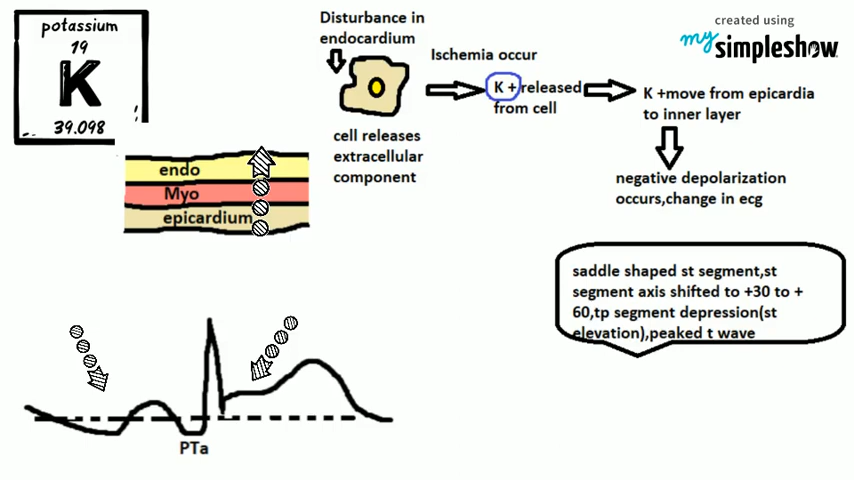 potassium
19
K
39.098
Disturbance in
endocardium
cell releases
extracellular
component
Ischemia occur
K + released
from cell
K +move from epicardia
to inner layer
negative depolarization
occurs,change in ecg
created using
my simpleshow
endo
Myo
epicardium
saddle shaped st segment,st
segment axis shifted to +30 to +
60,tp segment depression(st
elevation),peaked t wave
PTa